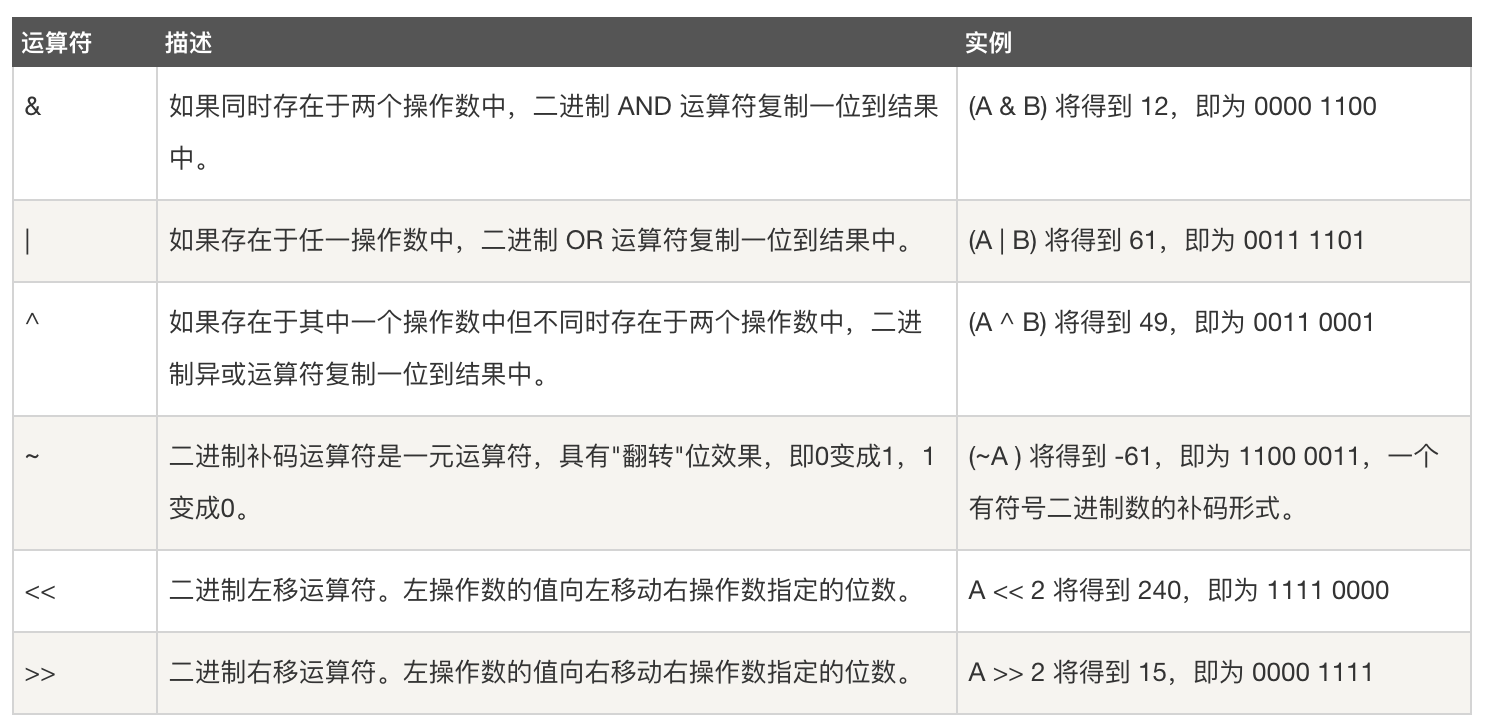 运算符 描述 实例
& 如果同时存在于两个操作数中，二进制 AND 运算符复制一位到结果 (A & B) 将得到 12，即为 0000 1100
中。
| 如果存在于任一操作数中，二进制 OR 运算符复制一位到结果中。 (A | B) 将得到 61，即为 0011 1101
^ 如果存在于其中一个操作数中但不同时存在于两个操作数中，二进 (A ^ B) 将得到 49，即为 0011 0001
制异或运算符复制一位到结果中。
~ 二进制补码运算符是一元运算符，具有"翻转"位效果，即0变成1，1 (~A ) 将得到 -61，即为 1100 0011，一个
变成0。 有符号二进制数的补码形式。
<< 二进制左移运算符。左操作数的值向左移动右操作数指定的位数。 A << 2 将得到 240，即为 1111 0000
>> 二进制右移运算符。左操作数的值向右移动右操作数指定的位数。 A >> 2 将得到 15，即为 0000 1111